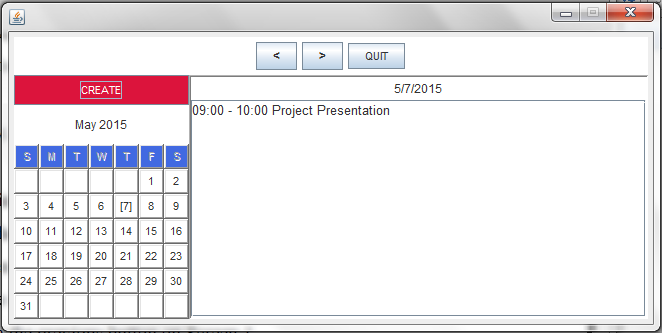 < > QUIT
CREATE
5/7/2015
09:00 - 10:00 Project Presentation
May 2015
S M T W T F S
1 2
3 4 5 6 [7] 8 9
10 11 12 13 14 15 16
17 18 19 20 21 22 23
24 25 26 27 28 29 30
31